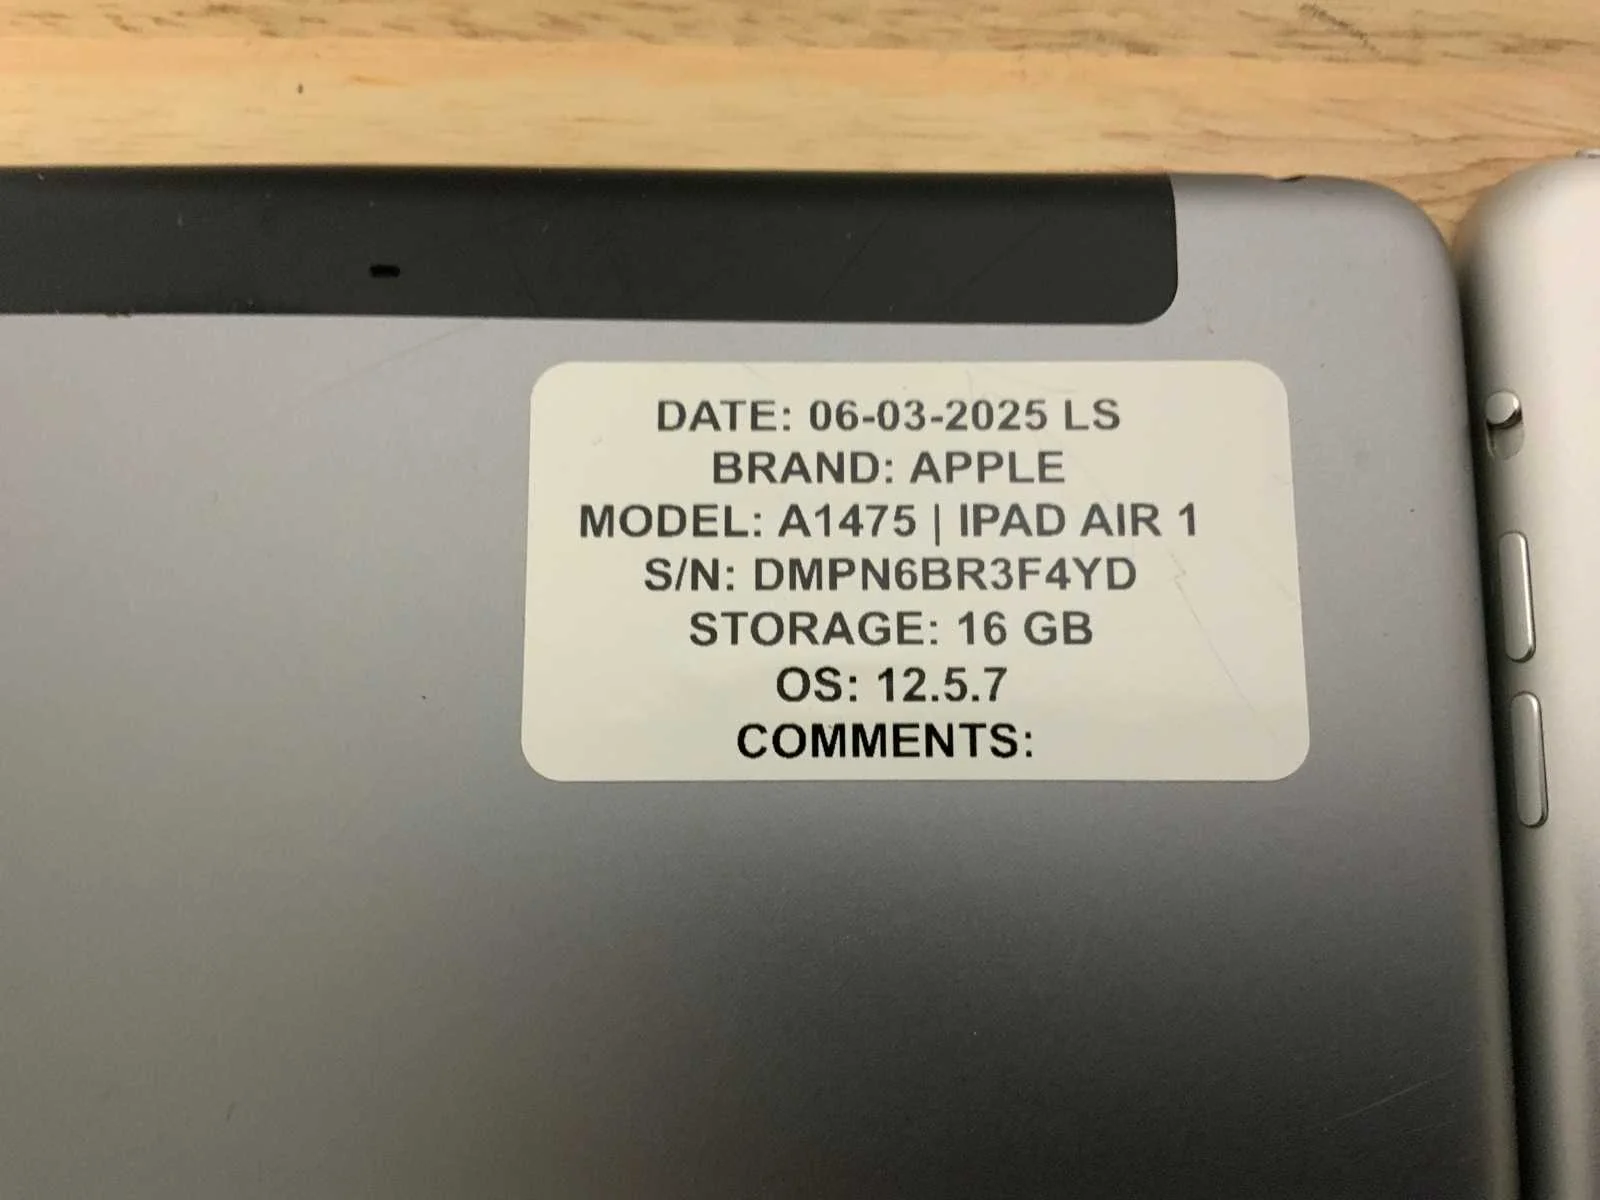 DATE: 06-03-2025 LS
BRAND: APPLE
MODEL: A1475 | IPAD AIR 1
S/N: DMPN6BR3F4YD
STORAGE: 16 GB
OS: 12.5.7
COMMENTS: